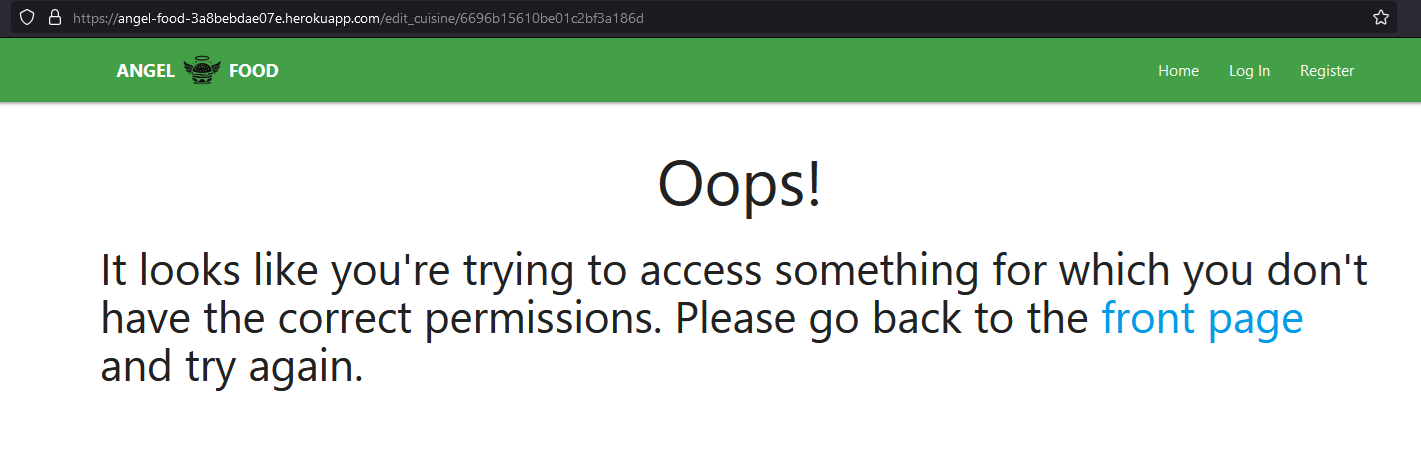 https://angel-food-3a8bebdae07e.herokuapp.com/edit_cuisine/6696b15610be01c2bf3a186d
ANGEL FOOD Home Log In Register
Oops!
It looks like you're trying to access something for which you don't
have the correct permissions. Please go back to the front page
and try again.